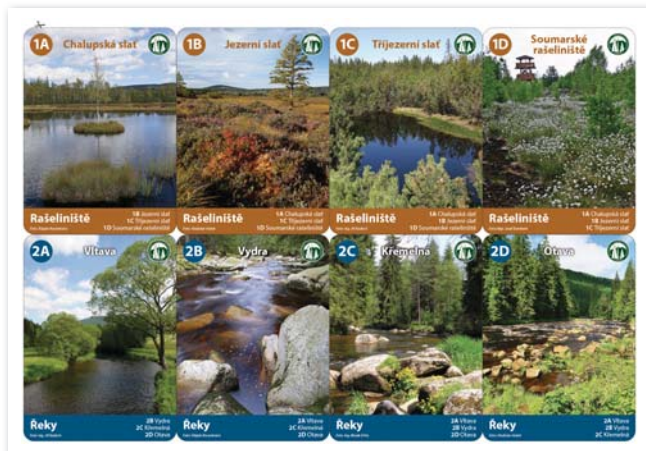 1A Chalupská slať
1B Jezerní slať
1C Tříjezerní slať
1D Soumarské
rašeliniště
Rašeliniště
1B Jezerní slať
1C Tříjezerní slať
1D Soumarské rašeliniště
Rašeliniště
1A Chalupská slať
1C Tříjezerní slať
1D Soumarské rašeliniště
Rašeliniště
1A Chalupská slať
1B Jezerní slať
1D Soumarské rašeliniště
Rašeliniště
1A Chalupská slať
1B Jezerní slať
1C Tříjezerní slať
2A Vltava
2B Vydra
2C Křemelná
2D Otava
Řeky
2B Vydra
2C Křemelná
2D Otava
Řeky
2A Vltava
2C Křemelná
2D Otava
Řeky
2A Vltava
2B Vydra
2D Otava
Řeky
2A Vltava
2B Vydra
2C Křemelná